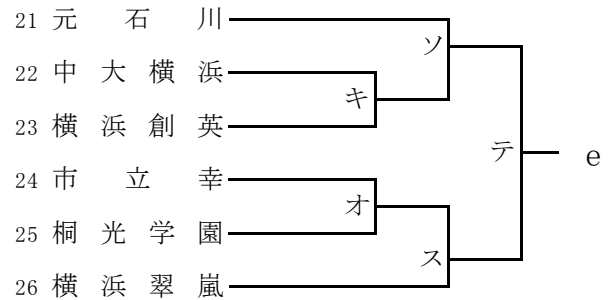 21 元石川
ソ
22 中大横浜
キ
23 横浜創英
テ e
24 市立幸
オ
25 桐光学園
ス
26 横浜翠嵐